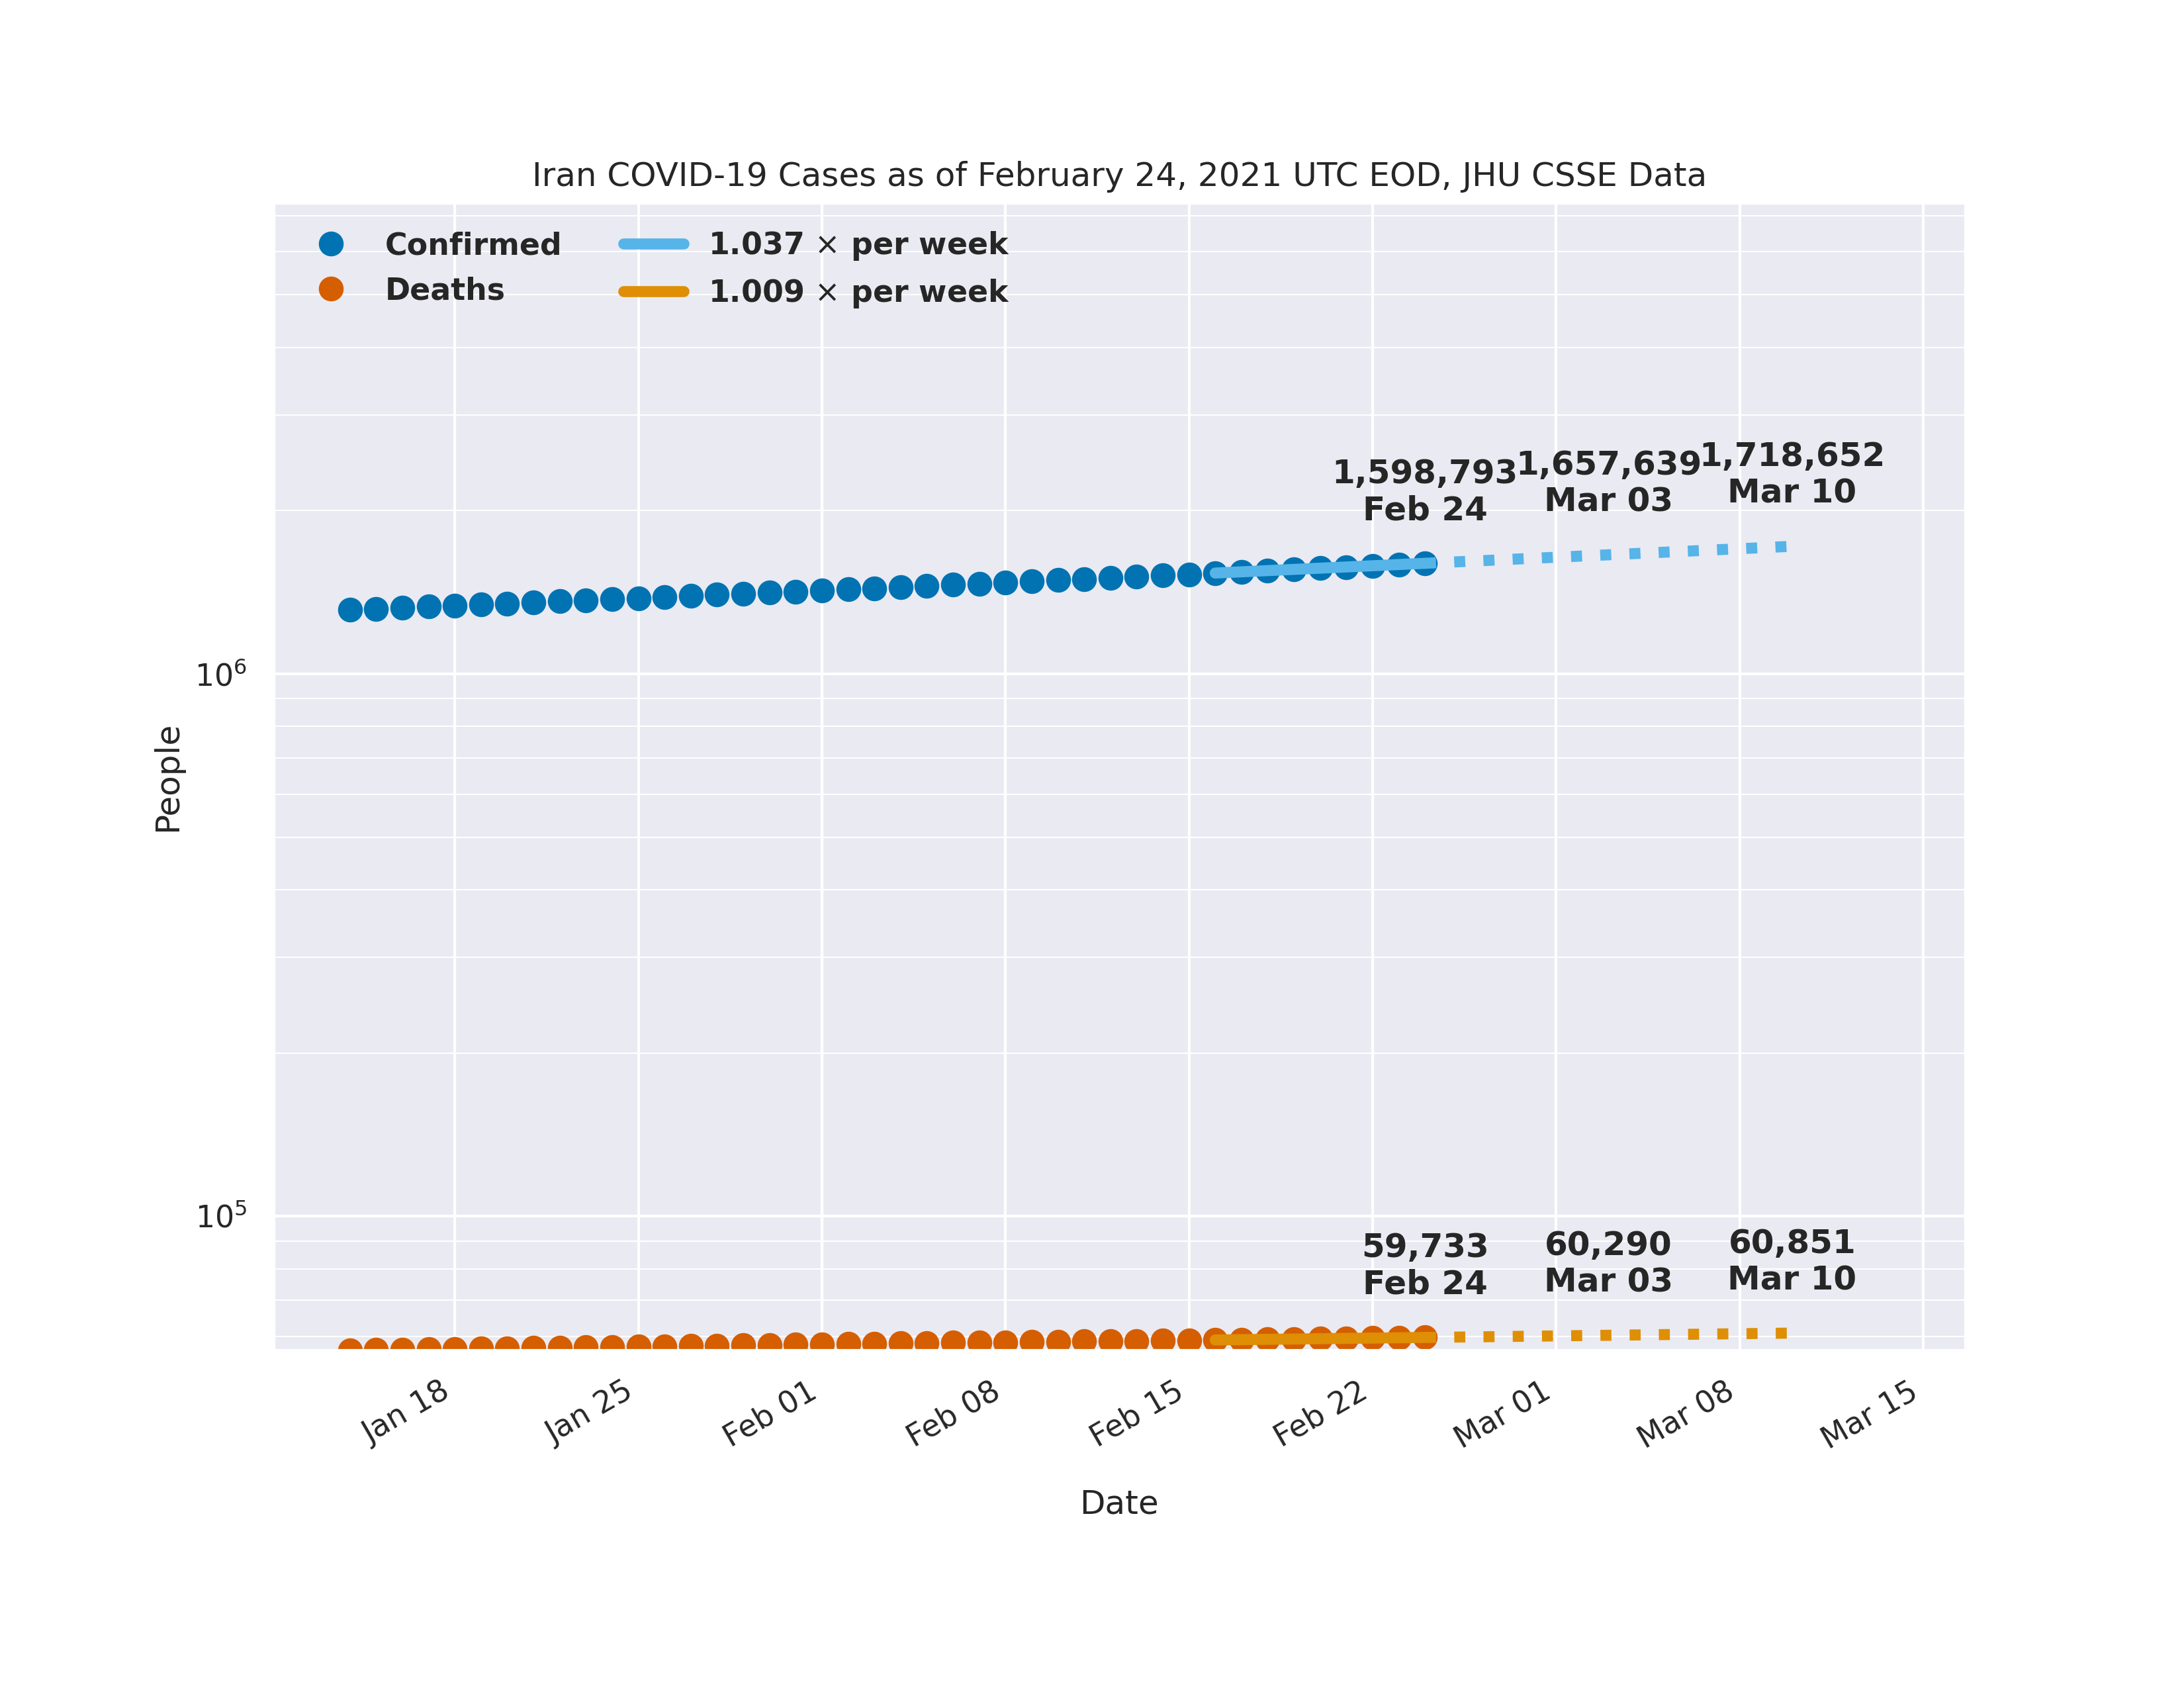 Iran COVID-19 Cases as of February 24, 2021 UTC EOD, JHU CSSE Data
Confirmed
Deaths
1.037 × per week
1.009 × per week
1,598,793
Feb 24
1,657,639
Mar 03
1,718,652
Mar 10
10⁶
People
10⁵
59,733
Feb 24
60,290
Mar 03
60,851
Mar 10
Jan 18
Jan 25
Feb 01
Feb 08
Feb 15
Feb 22
Mar 01
Mar 08
Mar 15
Date